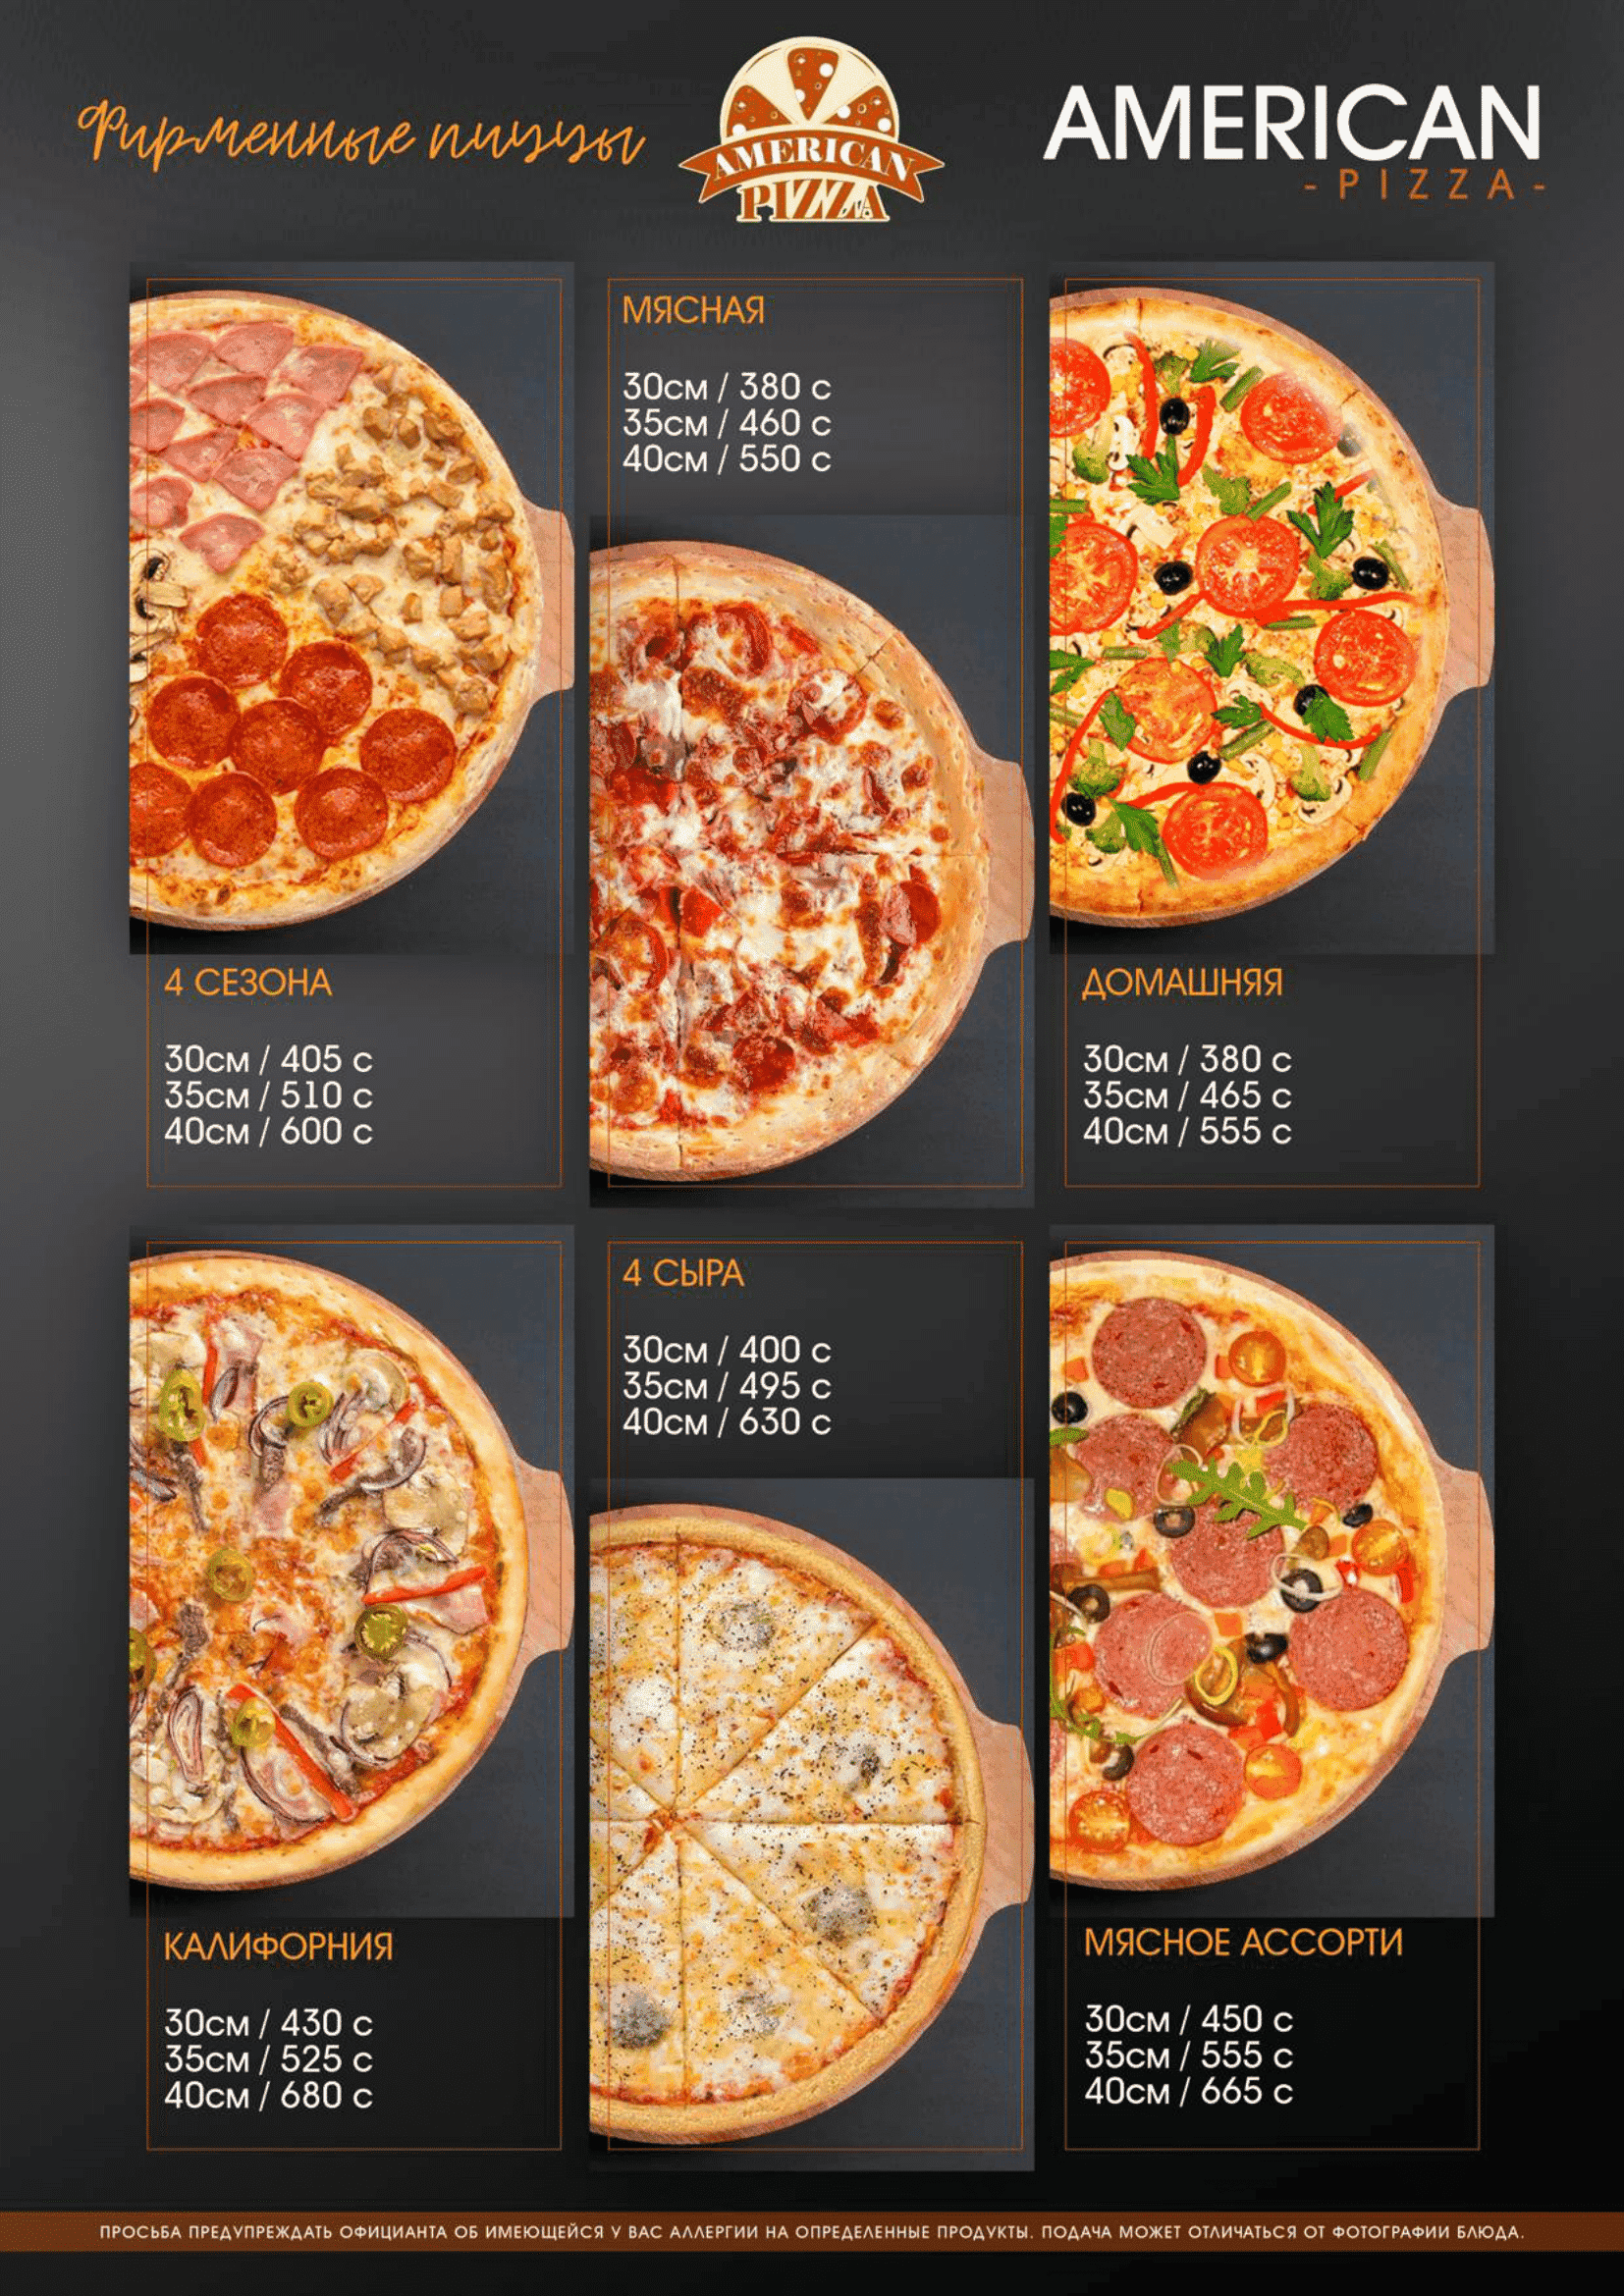 Фирменные пиццы
AMERICAN
PIZZA
AMERICAN
- PIZZA -
МЯСНАЯ
30см / 380 с
35см / 460 с
40см / 550 с
4 СЕЗОНА
30см / 405 с
35см / 510 с
40см / 600 с
ДОМАШНЯЯ
30см / 380 с
35см / 465 с
40см / 555 с
4 СЫРА
30см / 400 с
35см / 495 с
40см / 630 с
КАЛИФОРНИЯ
30см / 430 с
35см / 525 с
40см / 680 с
МЯСНОЕ АССОРТИ
30см / 450 с
35см / 555 с
40см / 665 с
ПРОСЬБА ПРЕДУПРЕЖДАТЬ ОФИЦИАНТА ОБ ИМЕЮЩЕЙСЯ У ВАС АЛЛЕРГИИ НА ОПРЕДЕЛЕННЫЕ ПРОДУКТЫ. ПОДАЧА МОЖЕТ ОТЛИЧАТЬСЯ ОТ ФОТОГРАФИИ БЛЮДА.